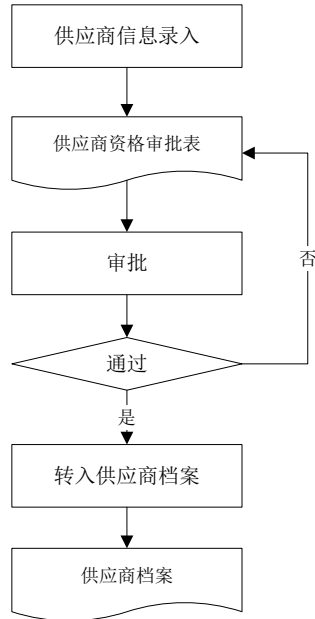 供应商信息录入
供应商资格审批表
审批
否
通过
是
转入供应商档案
供应商档案